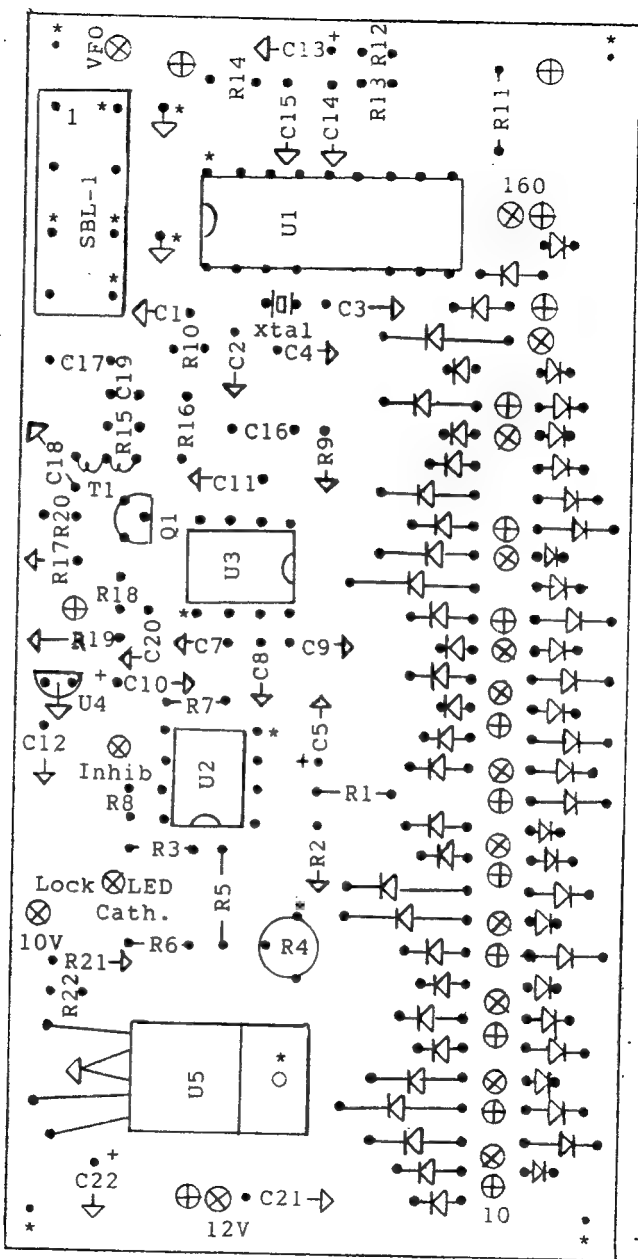 VFO
R14
C13
+
R12
R13
C15
C14
R11
1
SBL-1
U1
160
C1
R10
xtal
C3
C2
C4
C17
C19
R15
R16
C16
R9
C18
T1
C11
R20
R17
Q1
U3
R18
R19
C20
C7
C8
C9
U4
+
C10
R7
C5
+
C12
Inhib
U2
R8
R1
R3
R5
R2
Lock LED
Cath.
10V
R6
R4
R21
R22
U5
+
C22
C21
12V
10